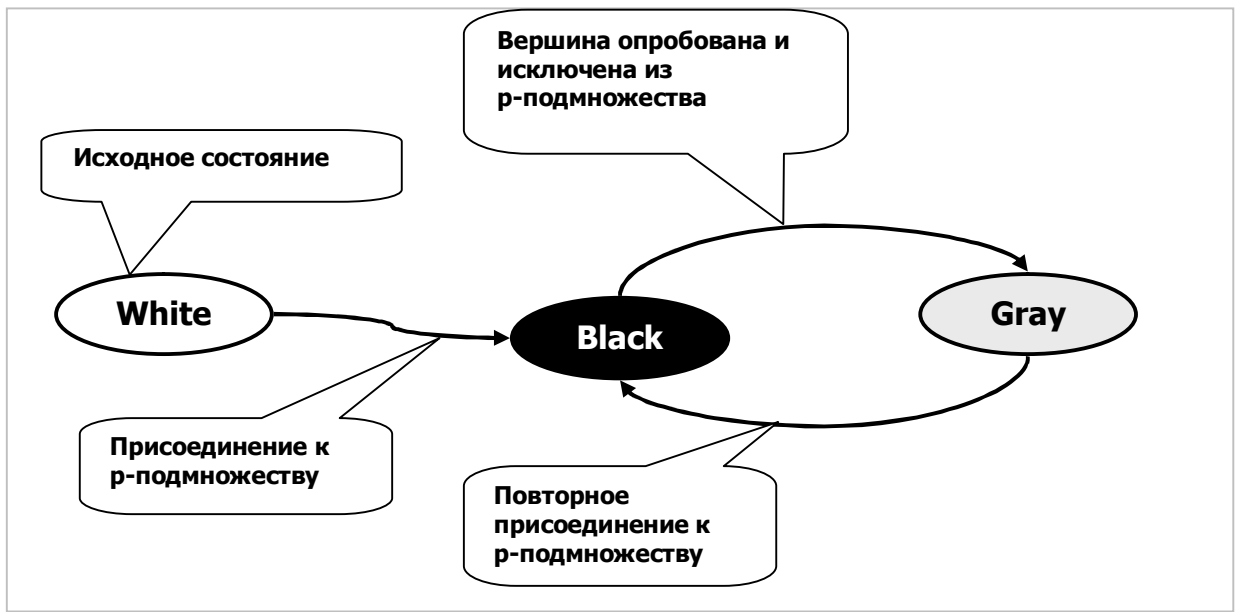 Вершина опробована и
исключена из
р-подмножества
Исходное состояние
White
Black
Gray
Присоединение к
р-подмножеству
Повторное
присоединение к
р-подмножеству